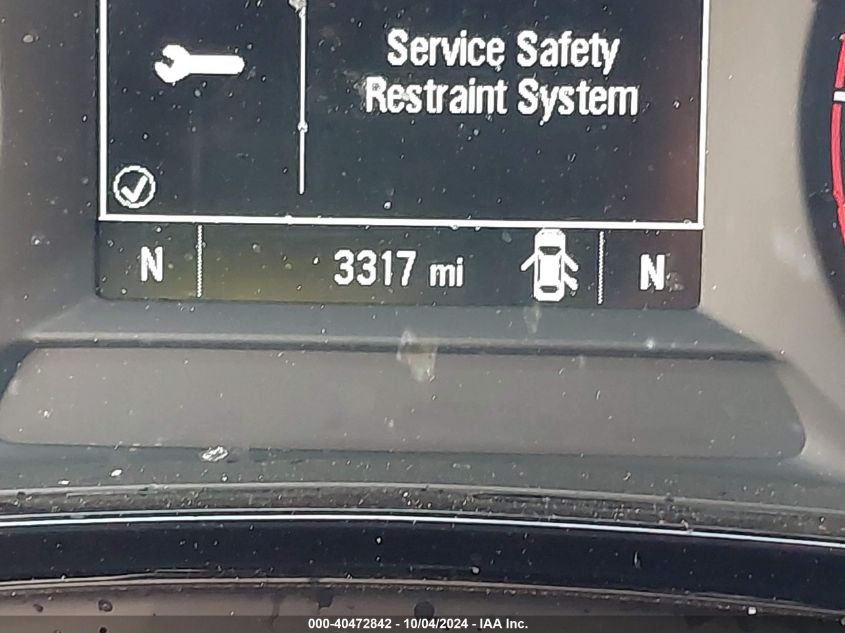 Service Safety
Restraint System
N 3317 mi N
000-40472842 - 10/04/2024 - IAA Inc.